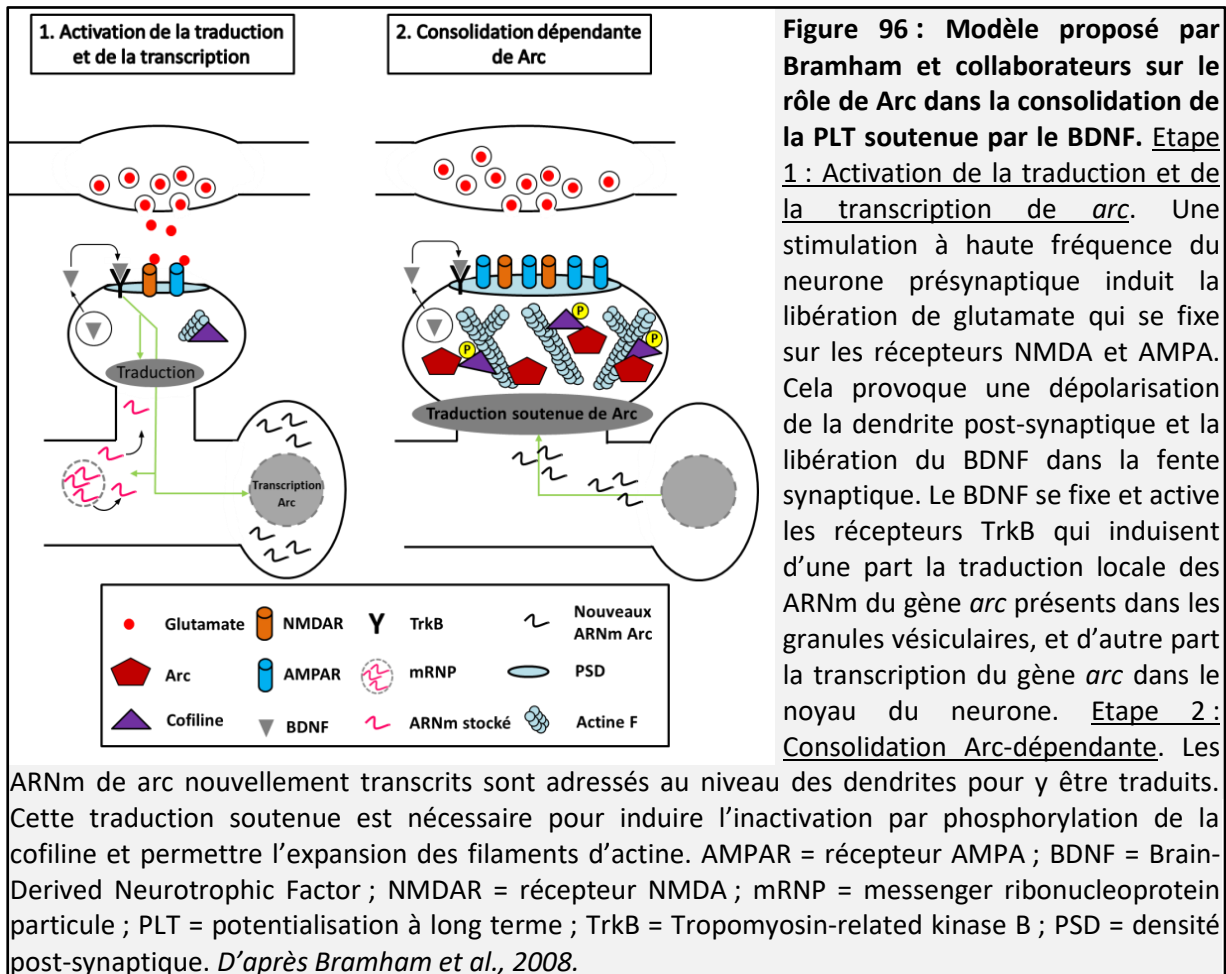 1. Activation de la traduction
et de la transcription
2. Consolidation dépendante
de Arc
Traduction
Transcription
Arc
Traduction soutenue de Arc
P
P
P
P
Glutamate
NMDAR
TrkB
Nouveaux
ARNm Arc
Arc
AMPAR
mRNP
PSD
Cofiline
BDNF
ARNm stocké
Actine F
Figure 96 : Modèle proposé par
Bramham et collaborateurs sur le
rôle de Arc dans la consolidation de
la PLT soutenue par le BDNF. Etape
1 : Activation de la traduction et de
la transcription de arc. Une
stimulation à haute fréquence du
neurone présynaptique induit la
libération de glutamate qui se fixe
sur les récepteurs NMDA et AMPA.
Cela provoque une dépolarisation
de la dendrite post-synaptique et la
libération du BDNF dans la fente
synaptique. Le BDNF se fixe et active
les récepteurs TrkB qui induisent
d'une part la traduction locale des
ARNm du gène arc présents dans les
granules vésiculaires, et d'autre part
la transcription du gène arc dans le
noyau du neurone. Etape 2 :
Consolidation Arc-dépendante. Les
ARNm de arc nouvellement transcrits sont adressés au niveau des dendrites pour y être traduits.
Cette traduction soutenue est nécessaire pour induire l'inactivation par phosphorylation de la
cofiline et permettre l'expansion des filaments d'actine. AMPAR = récepteur AMPA ; BDNF = Brain-
Derived Neurotrophic Factor ; NMDAR = récepteur NMDA ; mRNP = messenger ribonucleoprotein
particule ; PLT = potentialisation à long terme ; TrkB = Tropomyosin-related kinase B ; PSD = densité
post-synaptique. D'après Bramham et al., 2008.